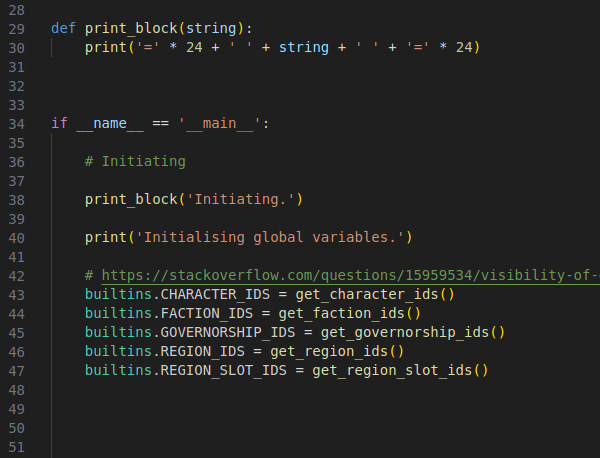 28
29 def print_block(string):
30     print('=' * 24 + ' ' + string + ' ' + '=' * 24)
31
32
33
34 if __name__ == '__main__':
35
36     # Initiating
37
38     print_block('Initiating.')
39
40     print('Initialising global variables.')
41
42     # https://stackoverflow.com/questions/15959534/visibility-of-
43     builtins.CHARACTER_IDS = get_character_ids()
44     builtins.FACTION_IDS = get_faction_ids()
45     builtins.GOVERNORSHIP_IDS = get_governorship_ids()
46     builtins.REGION_IDS = get_region_ids()
47     builtins.REGION_SLOT_IDS = get_region_slot_ids()
48
49
50
51